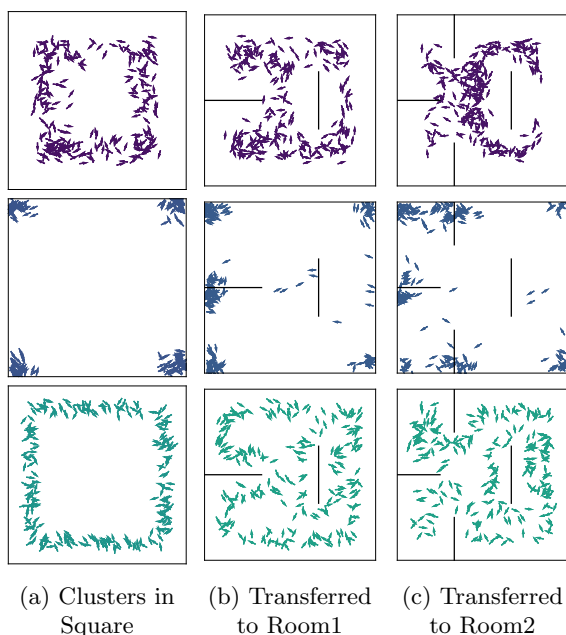 (a) Clusters in
Square
(b) Transferred
to Room1
(c) Transferred
to Room2